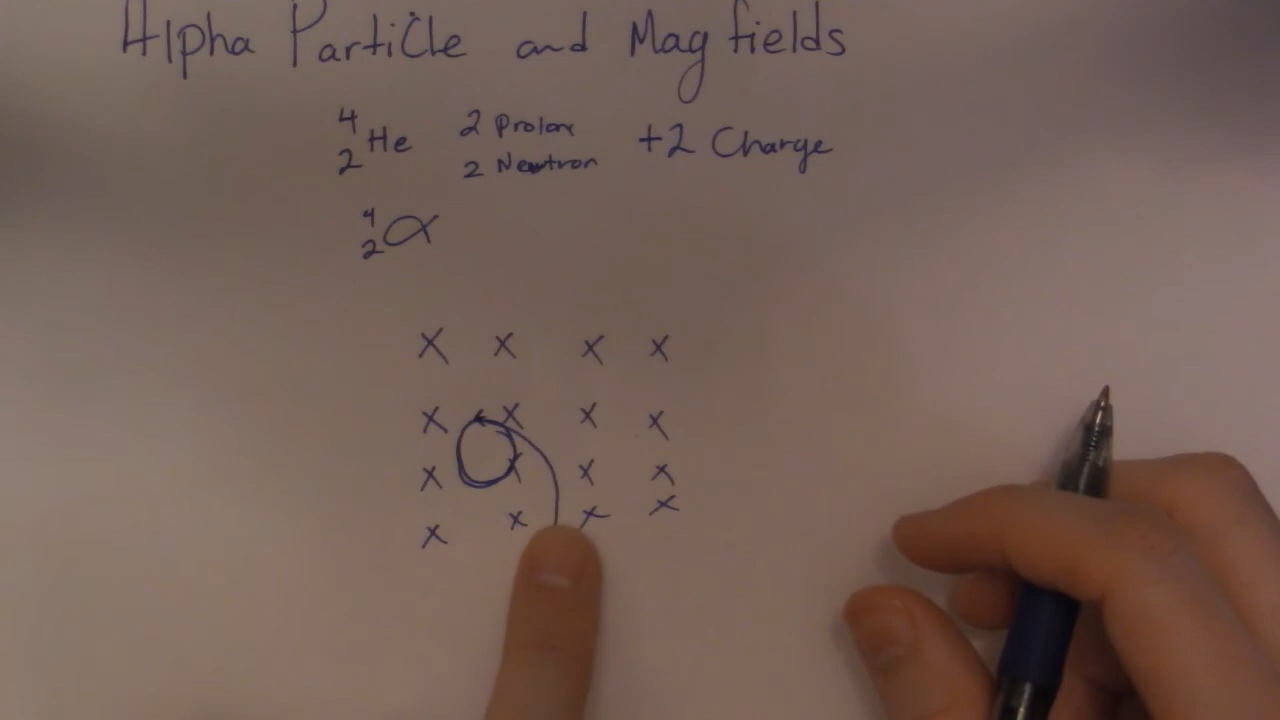 Alpha Particle and Mag fields
4 2 He 2 Proton 2 Neutron +2 Charge
4 2 α
X X X X
X X X X
X X X X
X X X X